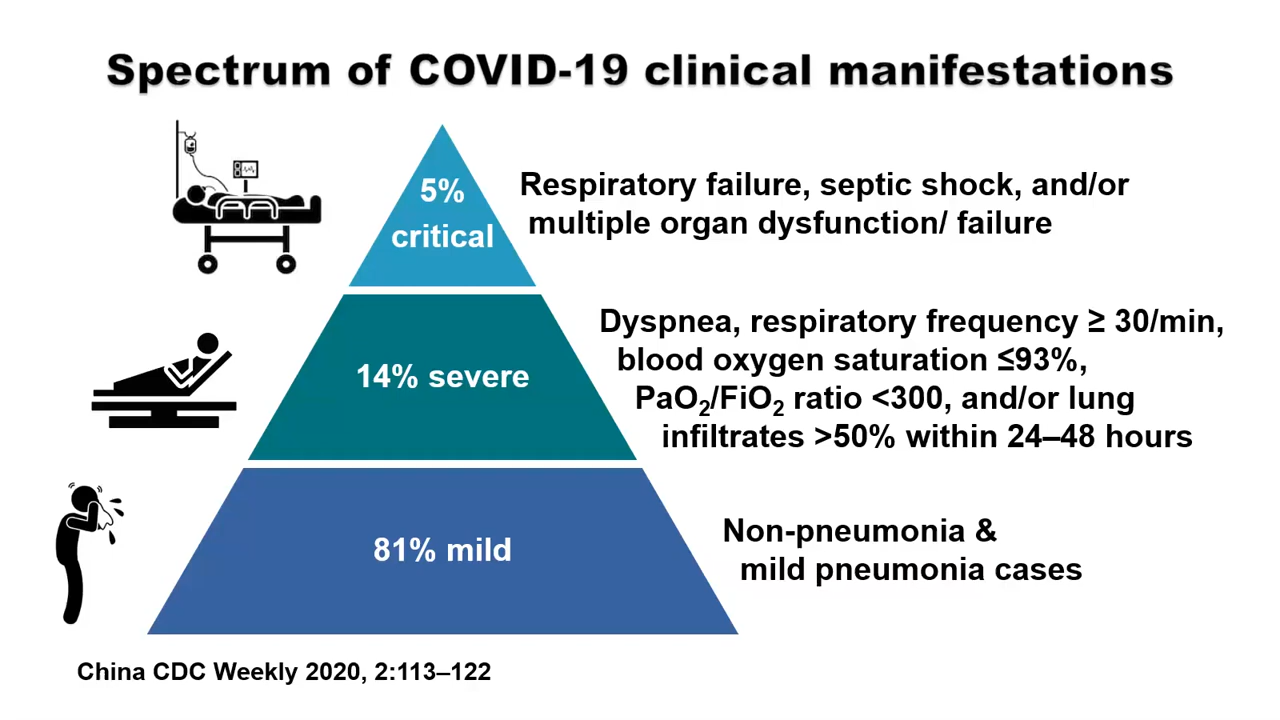 Spectrum of COVID-19 clinical manifestations
5%
critical
Respiratory failure, septic shock, and/or
multiple organ dysfunction/ failure
14% severe
Dyspnea, respiratory frequency ≥ 30/min,
blood oxygen saturation ≤93%,
PaO₂/FiO₂ ratio <300, and/or lung
infiltrates >50% within 24–48 hours
81% mild
Non-pneumonia &
mild pneumonia cases
China CDC Weekly 2020, 2:113–122